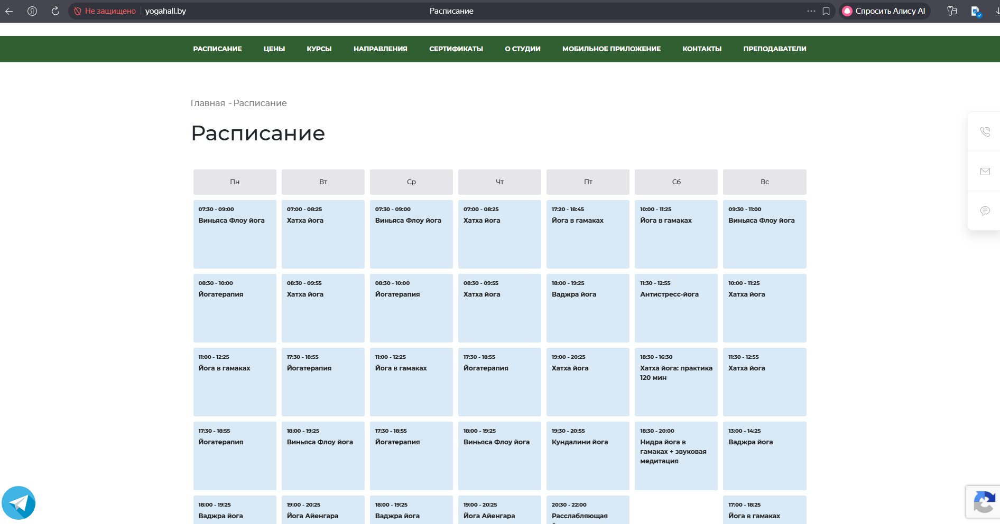 Не защищено yogahall.by Расписание Спросить Алису AI
РАСПИСАНИЕ ЦЕНЫ КУРСЫ НАПРАВЛЕНИЯ СЕРТИФИКАТЫ О СТУДИИ МОБИЛЬНОЕ ПРИЛОЖЕНИЕ КОНТАКТЫ ПРЕПОДАВАТЕЛИ
Главная - Расписание
Расписание
Пн Вт Ср Чт Пт Сб Вс
07:30 - 09:00 07:00 - 08:25 07:30 - 09:00 07:00 - 08:25 17:20 - 18:45 10:00 - 11:25 09:30 - 11:00
Виньяса Флоу йога Хатха йога Виньяса Флоу йога Хатха йога Йога в гамаках Йога в гамаках Виньяса Флоу йога
08:30 - 10:00 08:30 - 09:55 08:30 - 10:00 08:30 - 09:55 18:00 - 19:25 11:30 - 12:55 10:00 - 11:25
Йогатерапия Хатха йога Йогатерапия Хатха йога Ваджра йога Антистресс-йога Хатха йога
11:00 - 12:25 17:30 - 18:55 11:00 - 12:25 17:30 - 18:55 19:00 - 20:25 18:30 - 16:30 11:30 - 12:55
Йога в гамаках Йогатерапия Йога в гамаках Йогатерапия Хатха йога Хатха йога: практика Хатха йога
120 мин
17:30 - 18:55 18:00 - 19:25 17:30 - 18:55 18:00 - 19:25 19:30 - 20:55 18:30 - 20:00 13:00 - 14:25
Йогатерапия Виньяса Флоу йога Йогатерапия Виньяса Флоу йога Кундалини йога Нидра йога в Ваджра йога
гамаках + звуковая
медитация
18:00 - 19:25 19:00 - 20:25 18:00 - 19:25 19:00 - 20:25 20:30 - 22:00 17:00 - 18:25
Ваджра йога Йога Айенгара Ваджра йога Йога Айенгара Расслабляющая Йога в гамаках